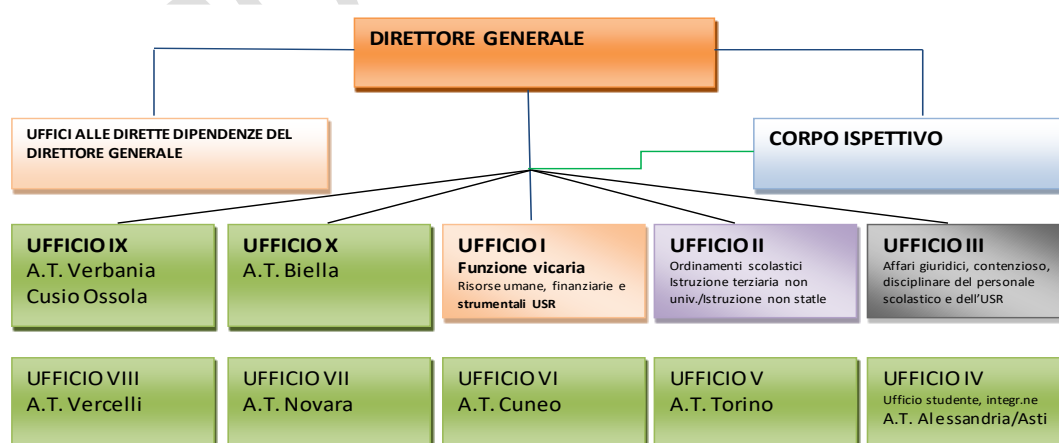 DIRETTORE GENERALE
UFFICI ALLE DIRETTE DIPENDENZE DEL
DIRETTORE GENERALE
CORPO ISPETTIVO
UFFICIO IX
A.T. Verbania
Cusio Ossola
UFFICIO X
A.T. Biella
UFFICIO I
Funzione vicaria
Risorse umane, finanziarie e
strumentali USR
UFFICIO II
Ordinamenti scolastici
Istruzione terziaria non
univ./Istruzione non statle
UFFICIO III
Affari giuridici, contenzioso,
disciplinare del personale
scolastico e dell'USR
UFFICIO VIII
A.T. Vercelli
UFFICIO VII
A.T. Novara
UFFICIO VI
A.T. Cuneo
UFFICIO V
A.T. Torino
UFFICIO IV
Ufficio studente, integr.ne
A.T. Alessandria/Asti